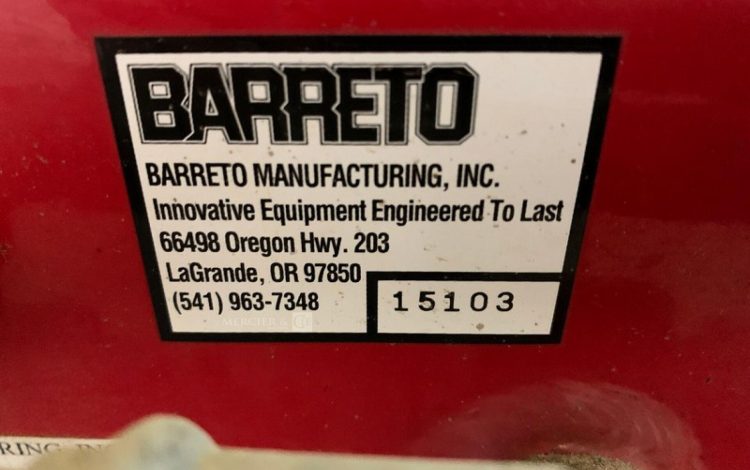 BARRETO
BARRETO MANUFACTURING, INC.
Innovative Equipment Engineered To Last
66498 Oregon Hwy. 203
LaGrande, OR 97850
(541) 963-7348
15103
MERCIER &